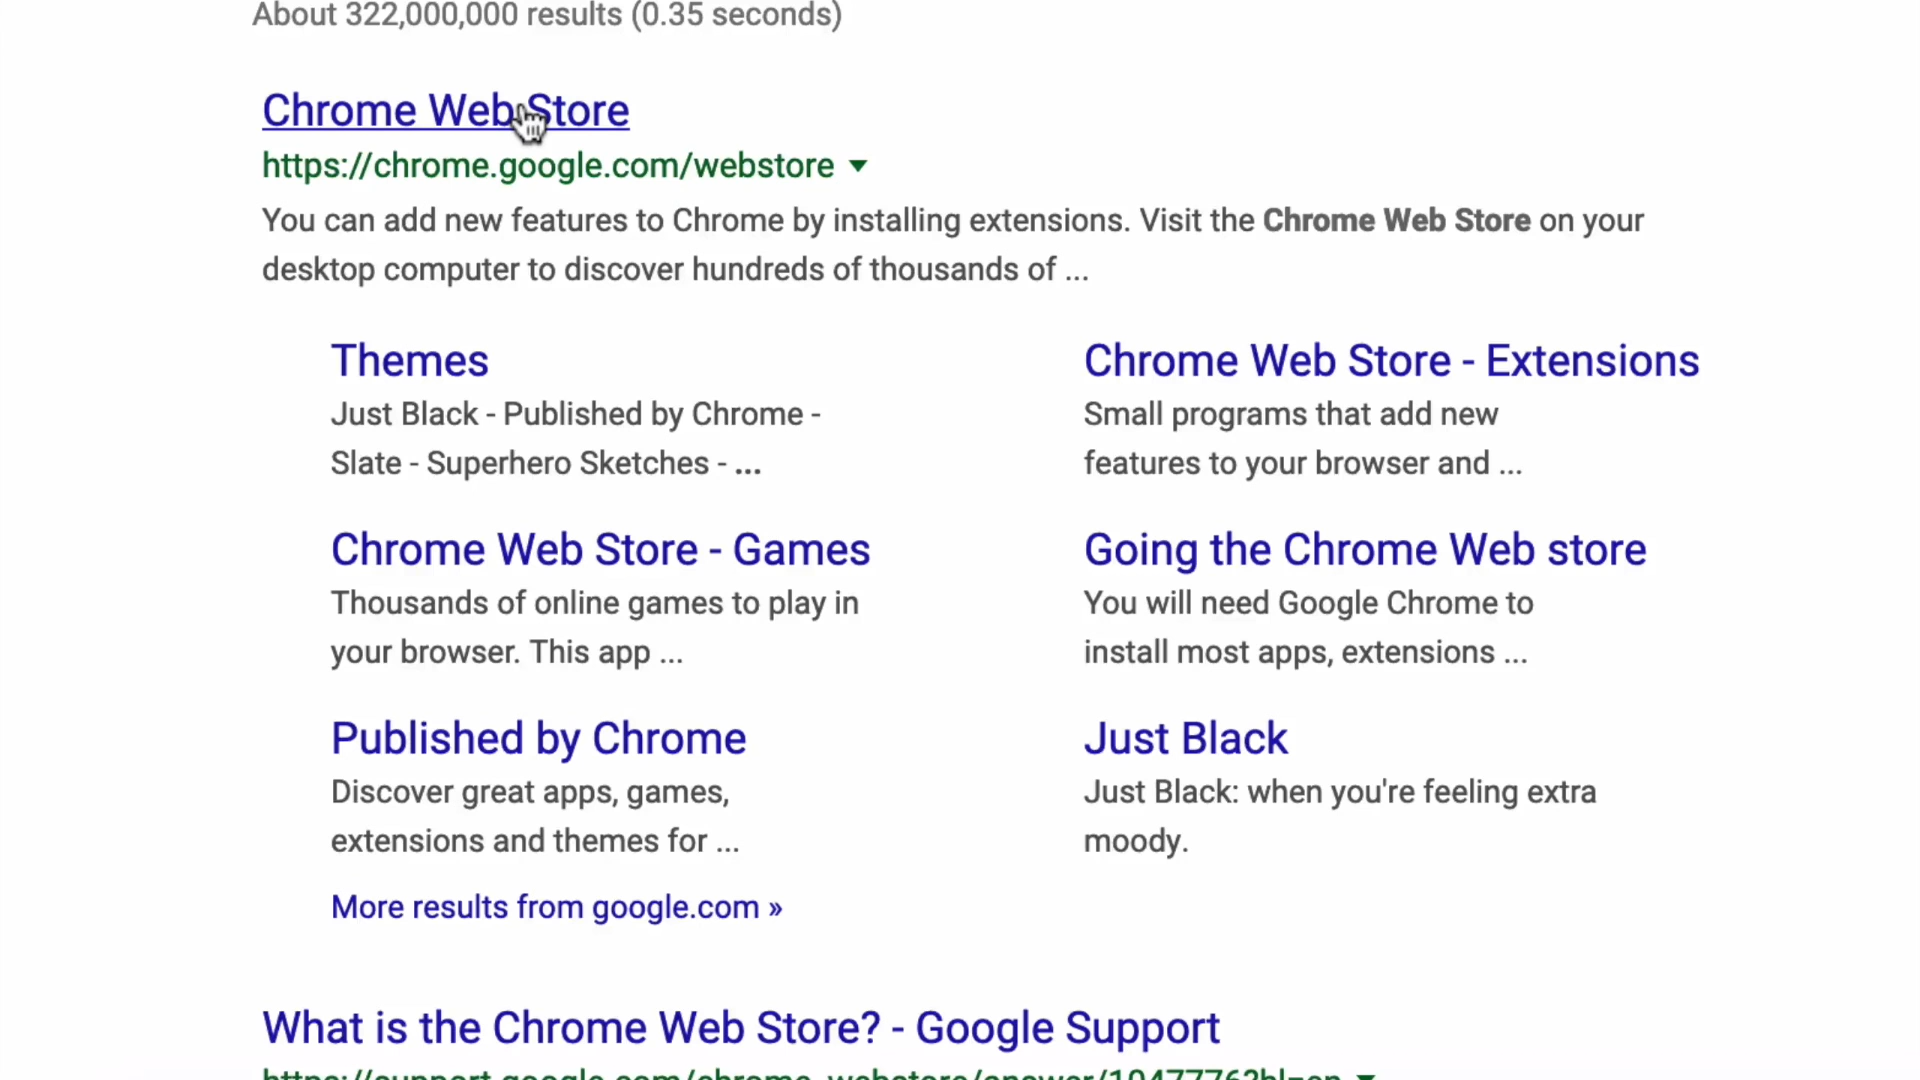 About 322,000,000 results (0.35 seconds)
Chrome Web Store
https://chrome.google.com/webstore
You can add new features to Chrome by installing extensions. Visit the Chrome Web Store on your
desktop computer to discover hundreds of thousands of ...
Themes
Just Black - Published by Chrome -
Slate - Superhero Sketches - ...
Chrome Web Store - Extensions
Small programs that add new
features to your browser and ...
Chrome Web Store - Games
Thousands of online games to play in
your browser. This app ...
Going the Chrome Web store
You will need Google Chrome to
install most apps, extensions ...
Published by Chrome
Discover great apps, games,
extensions and themes for ...
Just Black
Just Black: when you're feeling extra
moody.
More results from google.com »
What is the Chrome Web Store? - Google Support